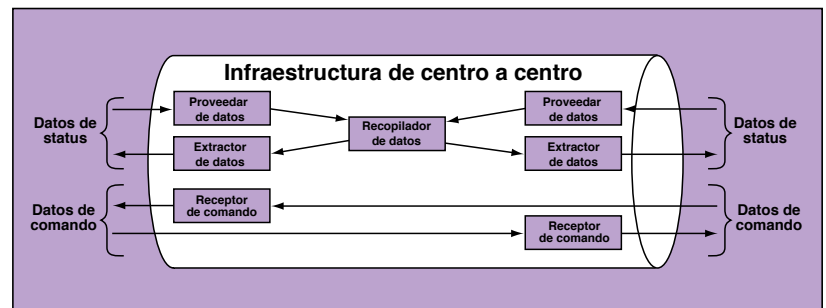 Infraestructura de centro a centro
Proveedar
de datos
Proveedar
de datos
Recopilador
de datos
Datos de
status
Datos de
status
Extractor
de datos
Extractor
de datos
Receptor
de comando
Datos de
comando
Datos de
comando
Receptor
de comando